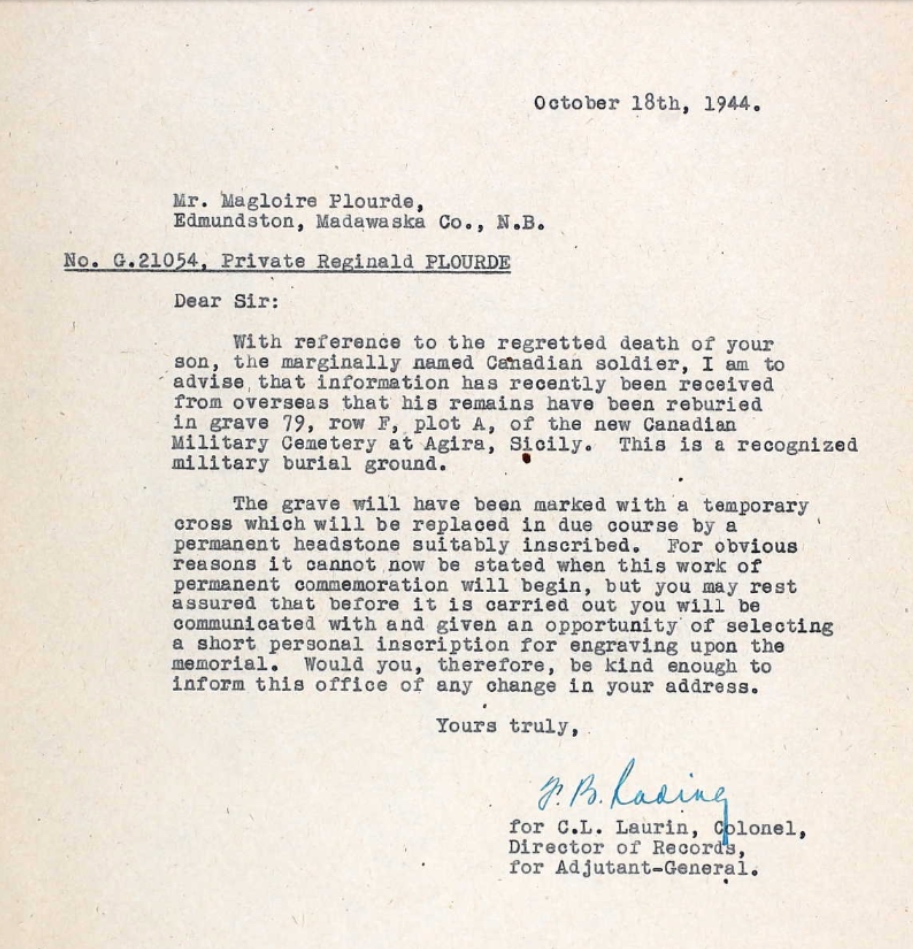 October 18th, 1944.
Mr. Magloire Plourde,
Edmundston, Madawaska Co., N.B.
No. G.21054, Private Reginald PLOURDE
Dear Sir:
With reference to the regretted death of your
son, the marginally named Canadian soldier, I am to
advise that information has recently been received
from overseas that his remains have been reburied
in grave 79, row F, plot A, of the new Canadian
Military Cemetery at Agira, Sicily. This is a recognized
military burial ground.
The grave will have been marked with a temporary
cross which will be replaced in due course by a
permanent headstone suitably inscribed. For obvious
reasons it cannot now be stated when this work of
permanent commemoration will begin, but you may rest
assured that before it is carried out you will be
communicated with and given an opportunity of selecting
a short personal inscription for engraving upon the
memorial. Would you, therefore, be kind enough to
inform this office of any change in your address.
Yours truly,
for C.L. Laurin, Colonel,
Director of Records,
for Adjutant-General.